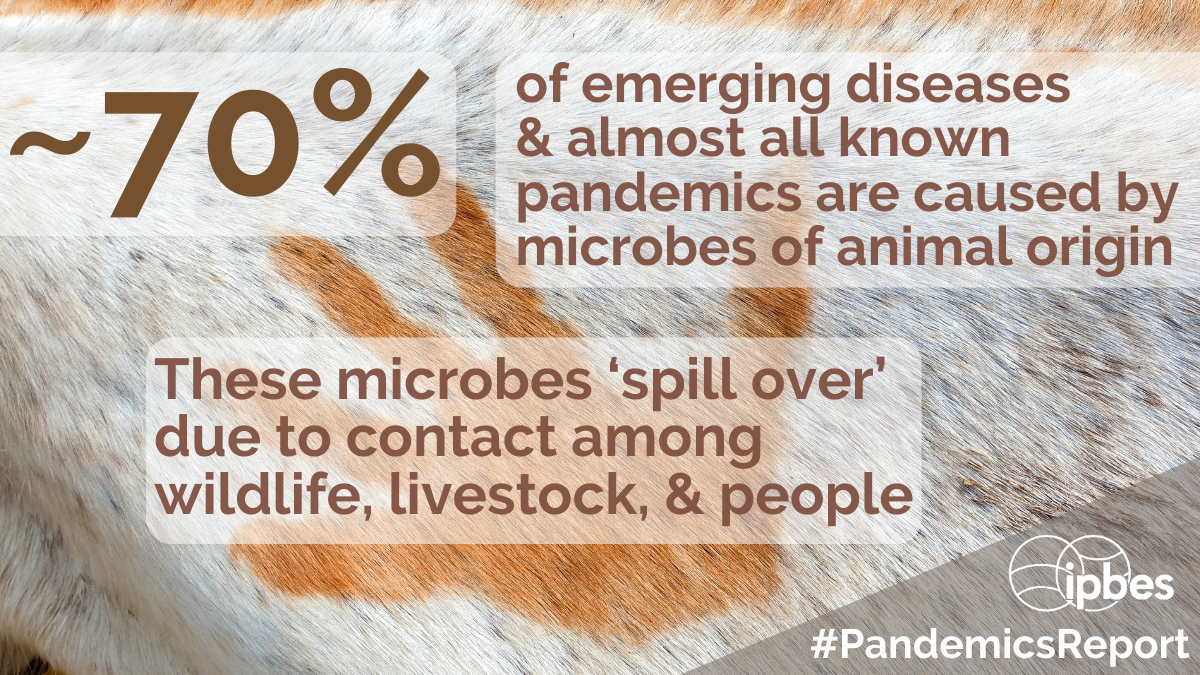 ~70%
of emerging diseases
& almost all known
pandemics are caused by
microbes of animal origin
These microbes ‘spill over’
due to contact among
wildlife, livestock, & people
ipbes
#PandemicsReport